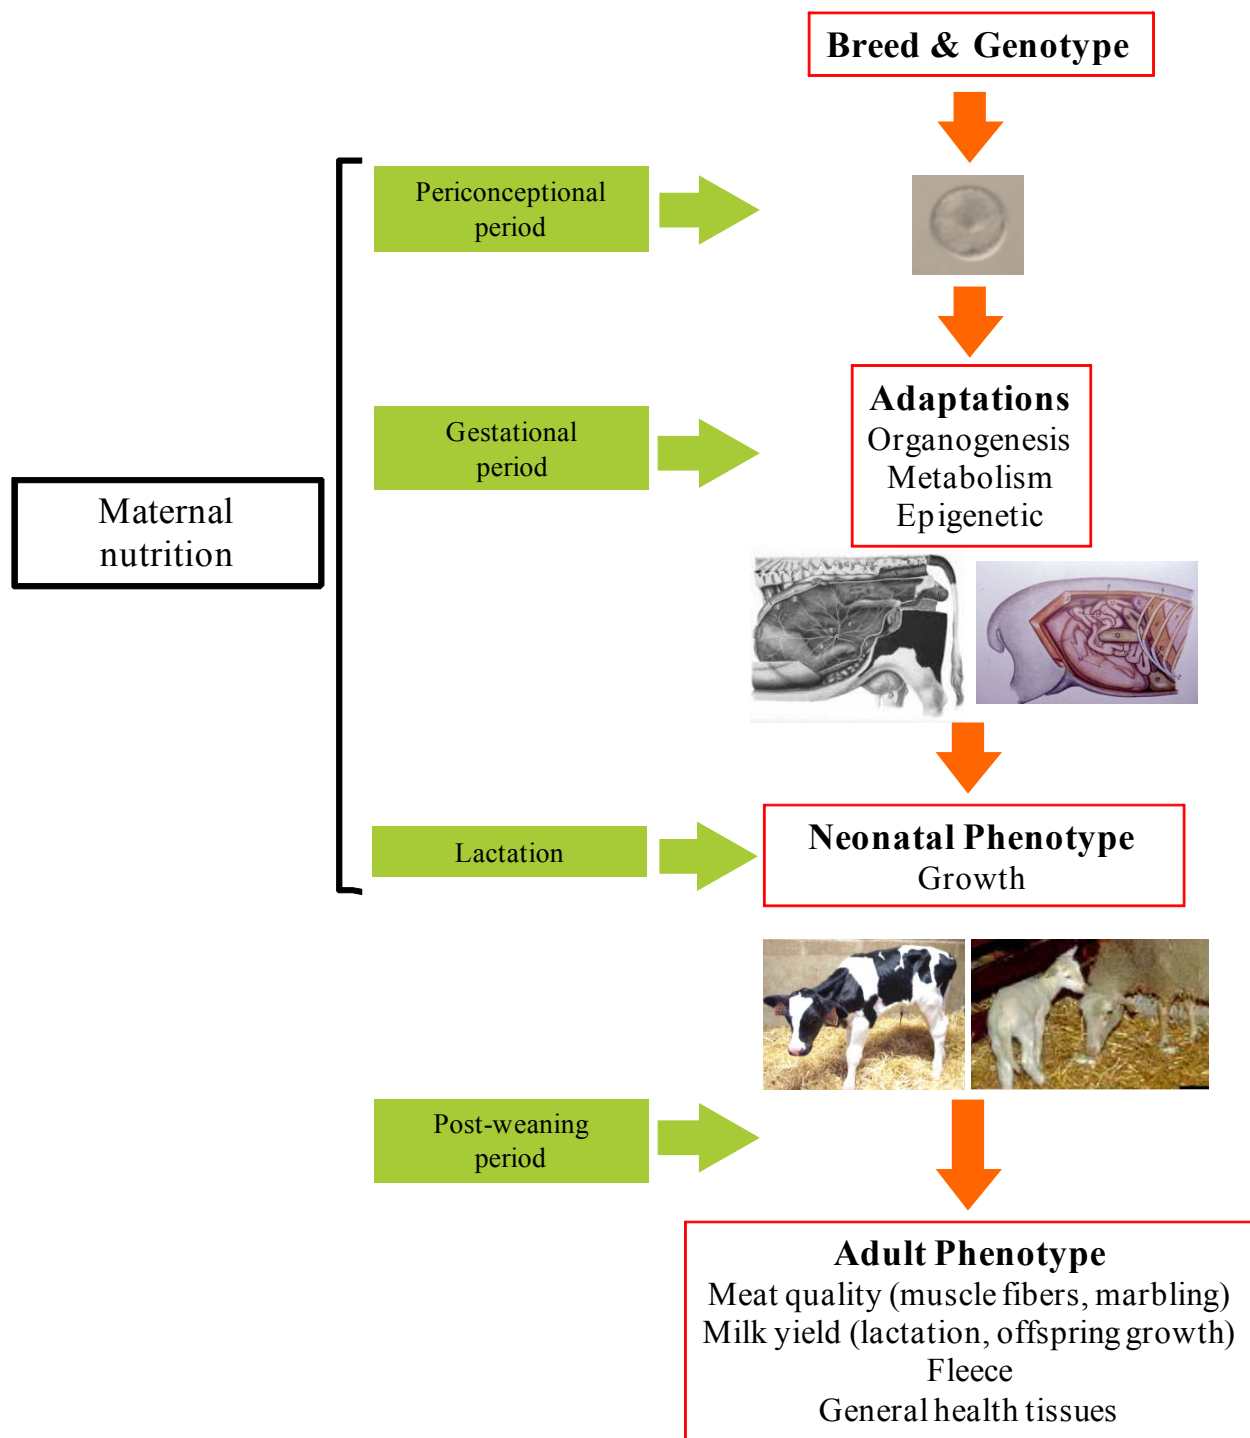 Breed & Genotype
Periconceptional
period
Gestational
period
Adaptations
Organogenesis
Metabolism
Epigenetic
Maternal
nutrition
Lactation
Neonatal Phenotype
Growth
Post-weaning
period
Adult Phenotype
Meat quality (muscle fibers, marbling)
Milk yield (lactation, offspring growth)
Fleece
General health tissues